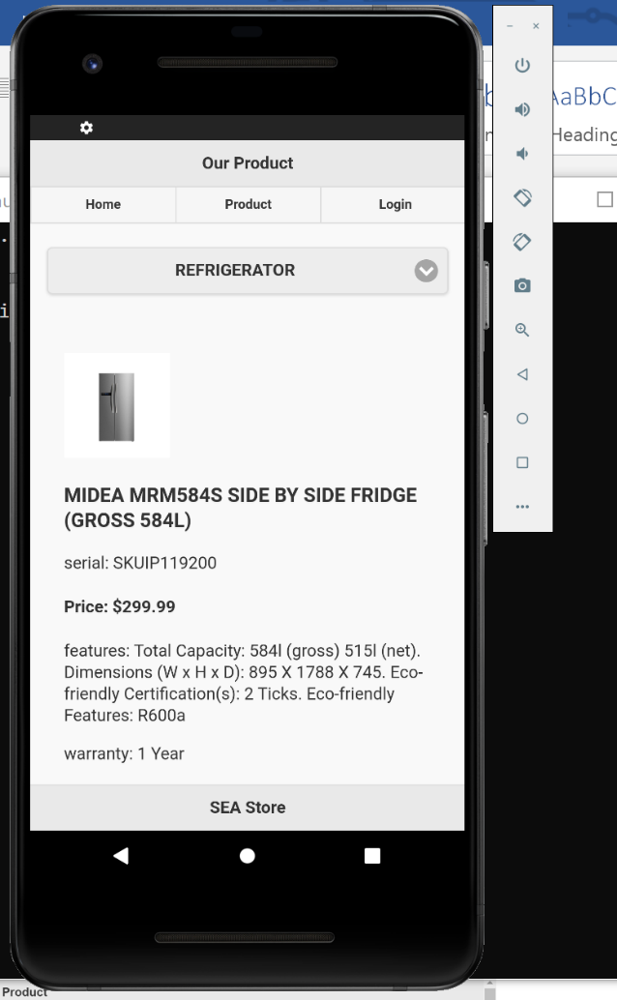 AaBbC
Heading
Our Product
Home
Product
Login
REFRIGERATOR
MIDEA MRM584S SIDE BY SIDE FRIDGE
(GROSS 584L)
serial: SKUIP119200
Price: $299.99
features: Total Capacity: 584l (gross) 515l (net).
Dimensions (W x H x D): 895 X 1788 X 745. Eco-
friendly Certification(s): 2 Ticks. Eco-friendly
Features: R600a
warranty: 1 Year
SEA Store
Product